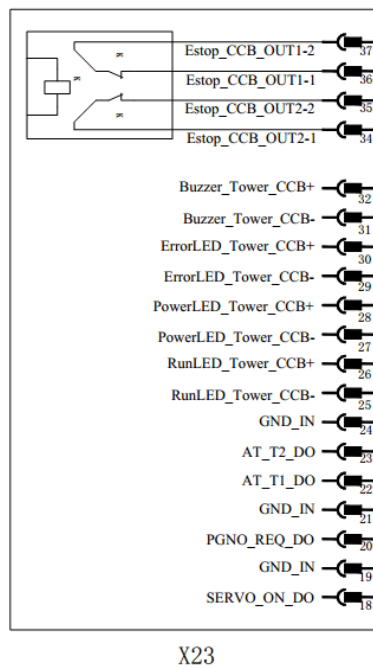 Estop_CCB_OUT1-2 37
Estop_CCB_OUT1-1 36
Estop_CCB_OUT2-2 35
Estop_CCB_OUT2-1 34
Buzzer_Tower_CCB+ 32
Buzzer_Tower_CCB- 31
ErrorLED_Tower_CCB+ 30
ErrorLED_Tower_CCB- 29
PowerLED_Tower_CCB+ 28
PowerLED_Tower_CCB- 27
RunLED_Tower_CCB+ 26
RunLED_Tower_CCB- 25
GND_IN 24
AT_T2_DO 23
AT_T1_DO 22
GND_IN 21
PGNO_REQ_DO 20
GND_IN 19
SERVO_ON_DO 18
X23